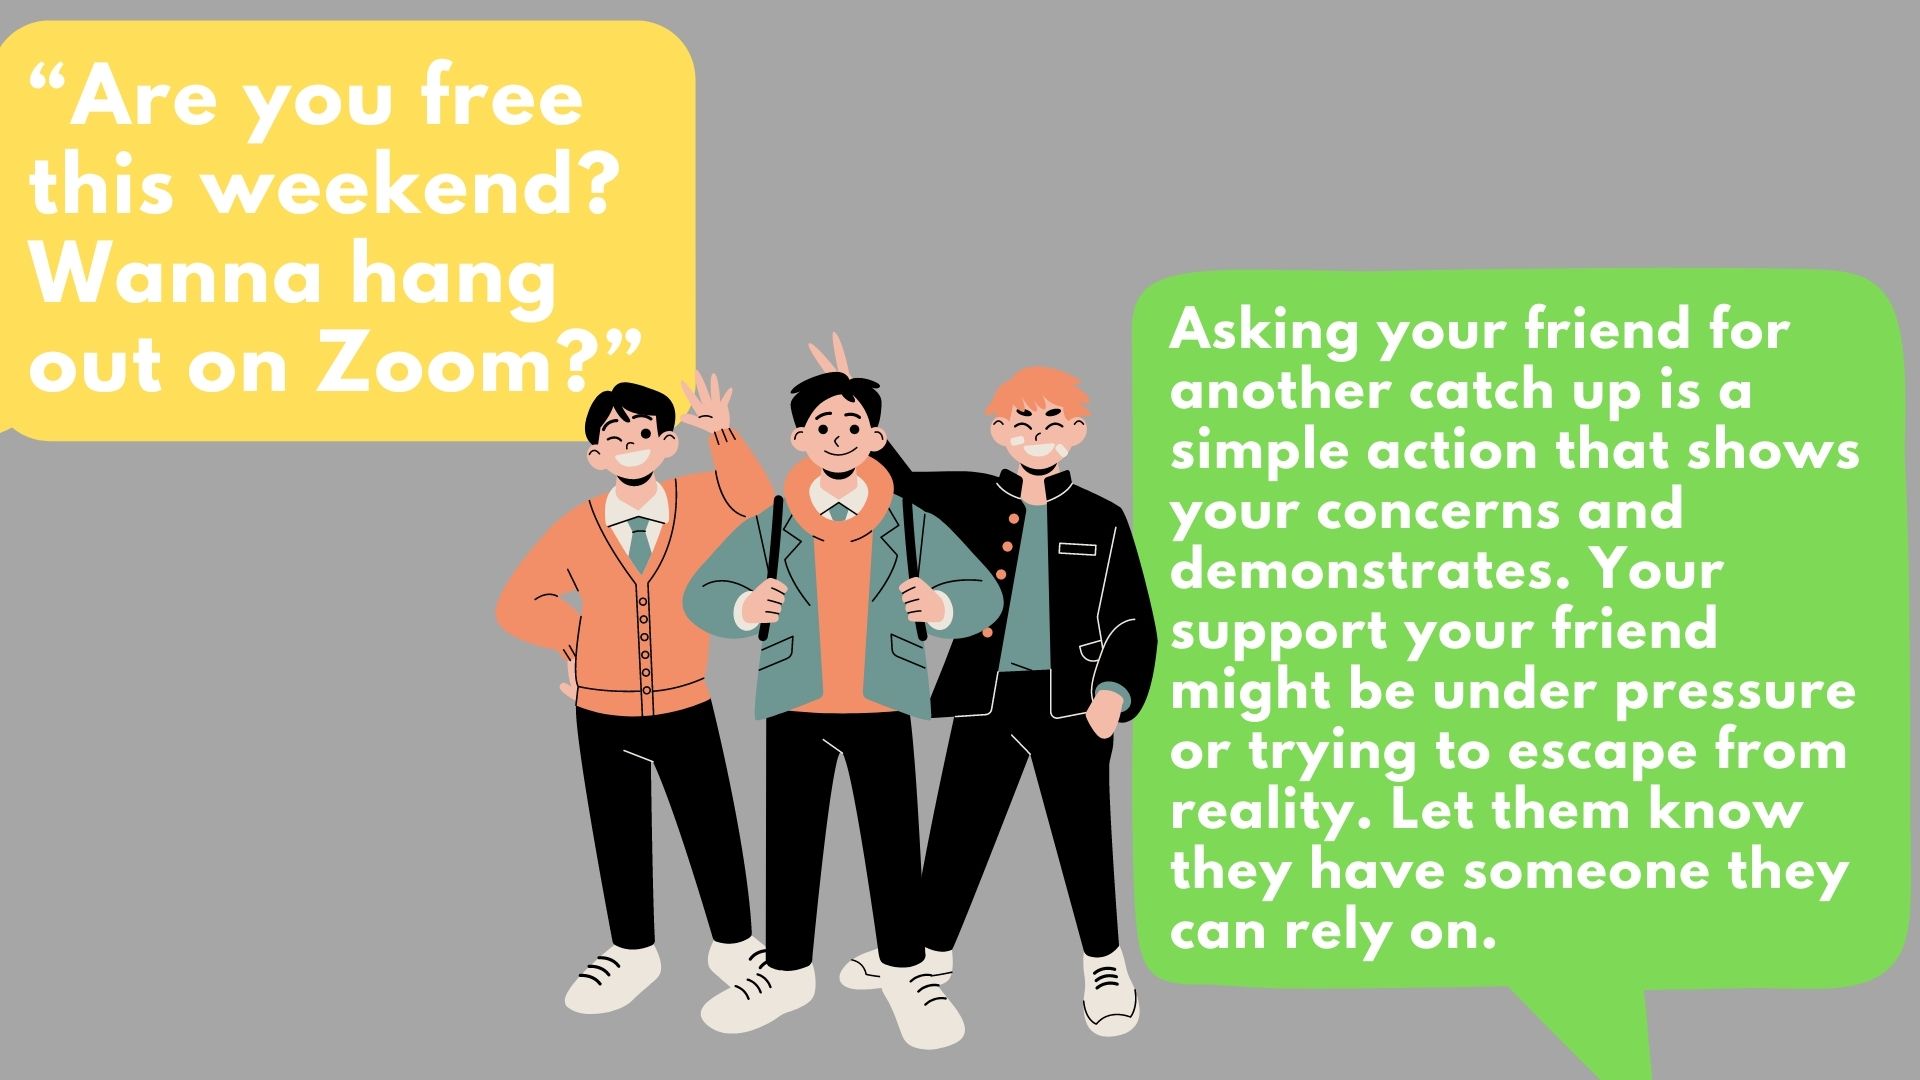 “Are you free
this weekend?
Wanna hang
out on Zoom?”
Asking your friend for
another catch up is a
simple action that shows
your concerns and
demonstrates. Your
support your friend
might be under pressure
or trying to escape from
reality. Let them know
they have someone they
can rely on.